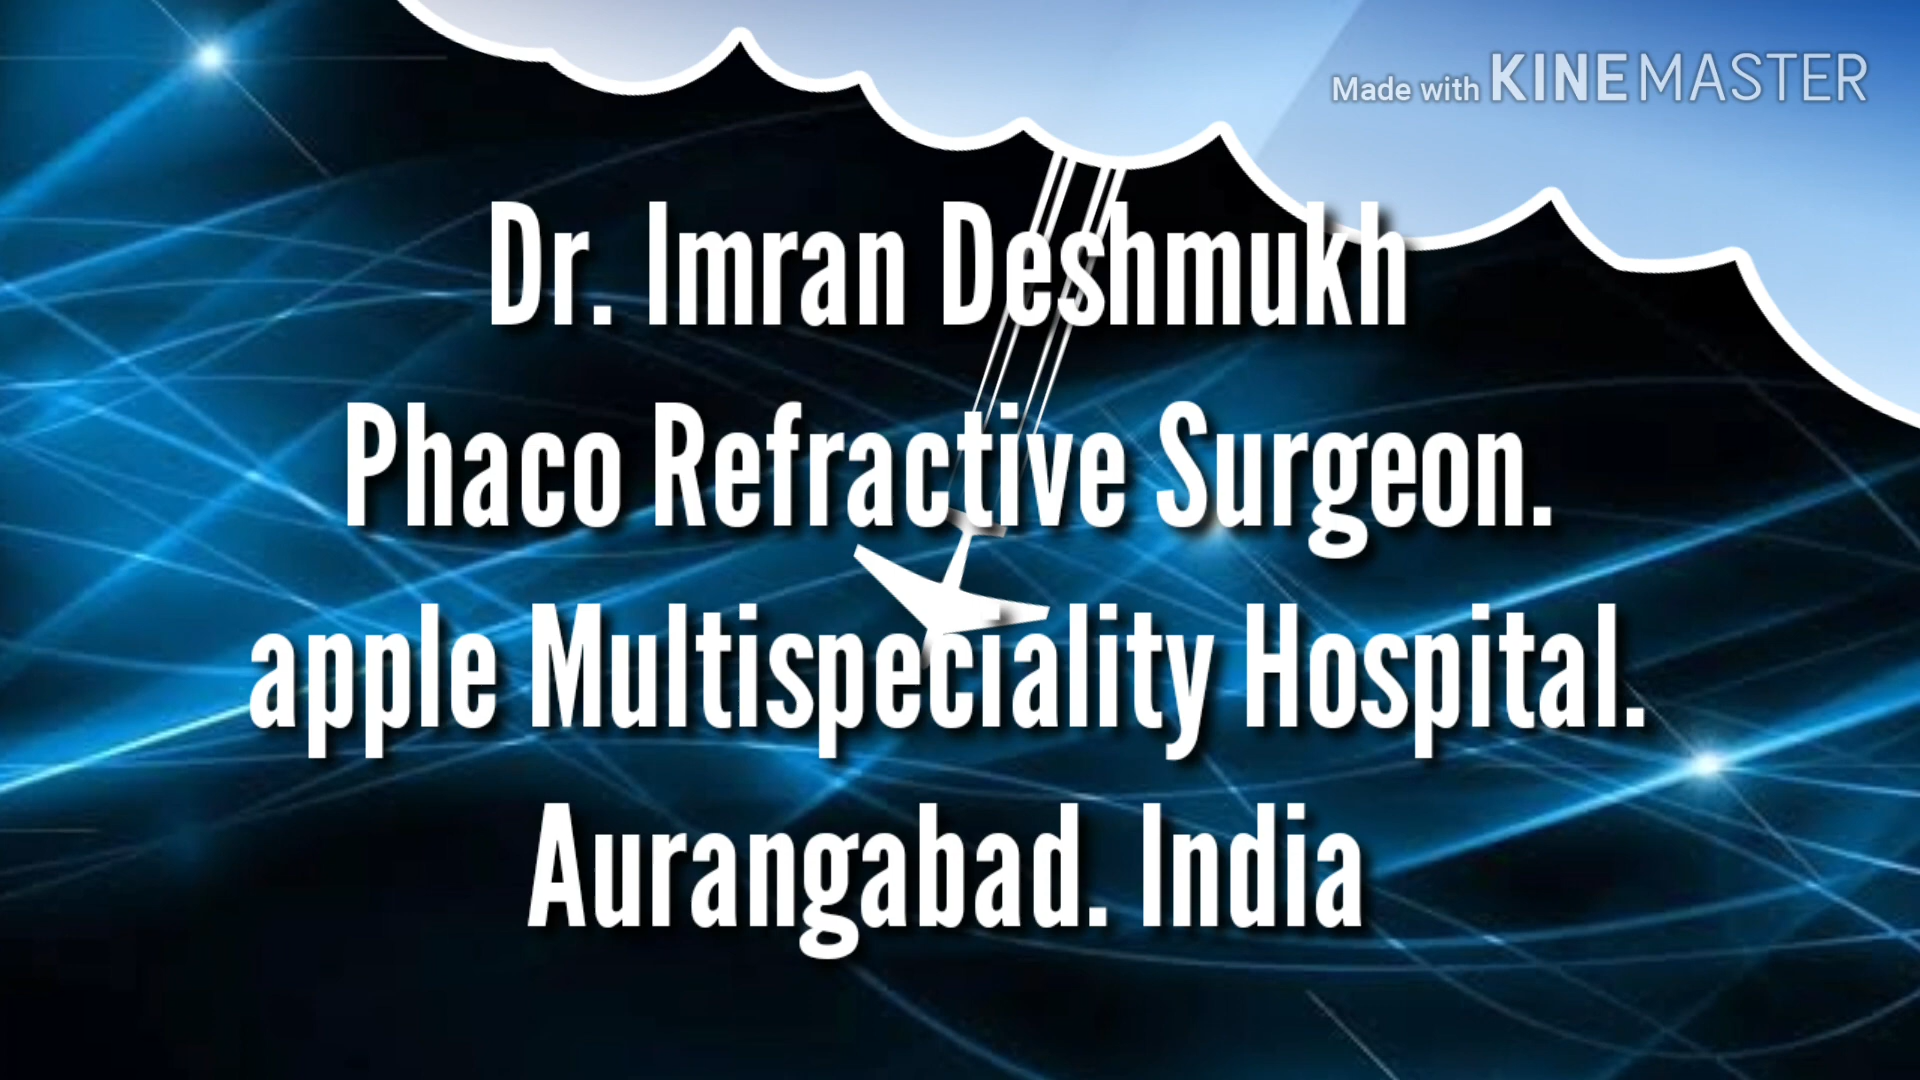 Made with KINEMASTER
Dr. Imran Deshmukh
Phaco Refractive Surgeon.
apple Multispeciality Hospital.
Aurangabad. India